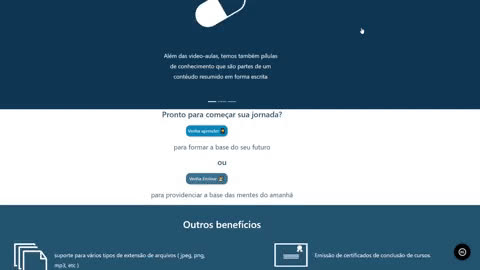 Além das video-aulas, temos também pílulas
de conhecimento que são partes de um
contéudo resumido em forma escrita
Pronto para começar sua jornada?
Venha aprender
para formar a base do seu futuro
ou
Venha Ensinar
para providenciar a base das mentes do amanhã
Outros benefícios
suporte para vários tipos de extensão de arquivos ( jpeg, png,
mp3, etc )
Emissão de certificados de conclusão de cursos.